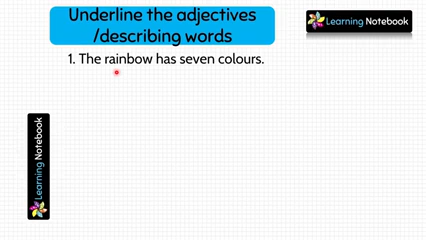 Underline the adjectives
/describing words
Learning Notebook
1. The rainbow has seven colours.
Learning Notebook